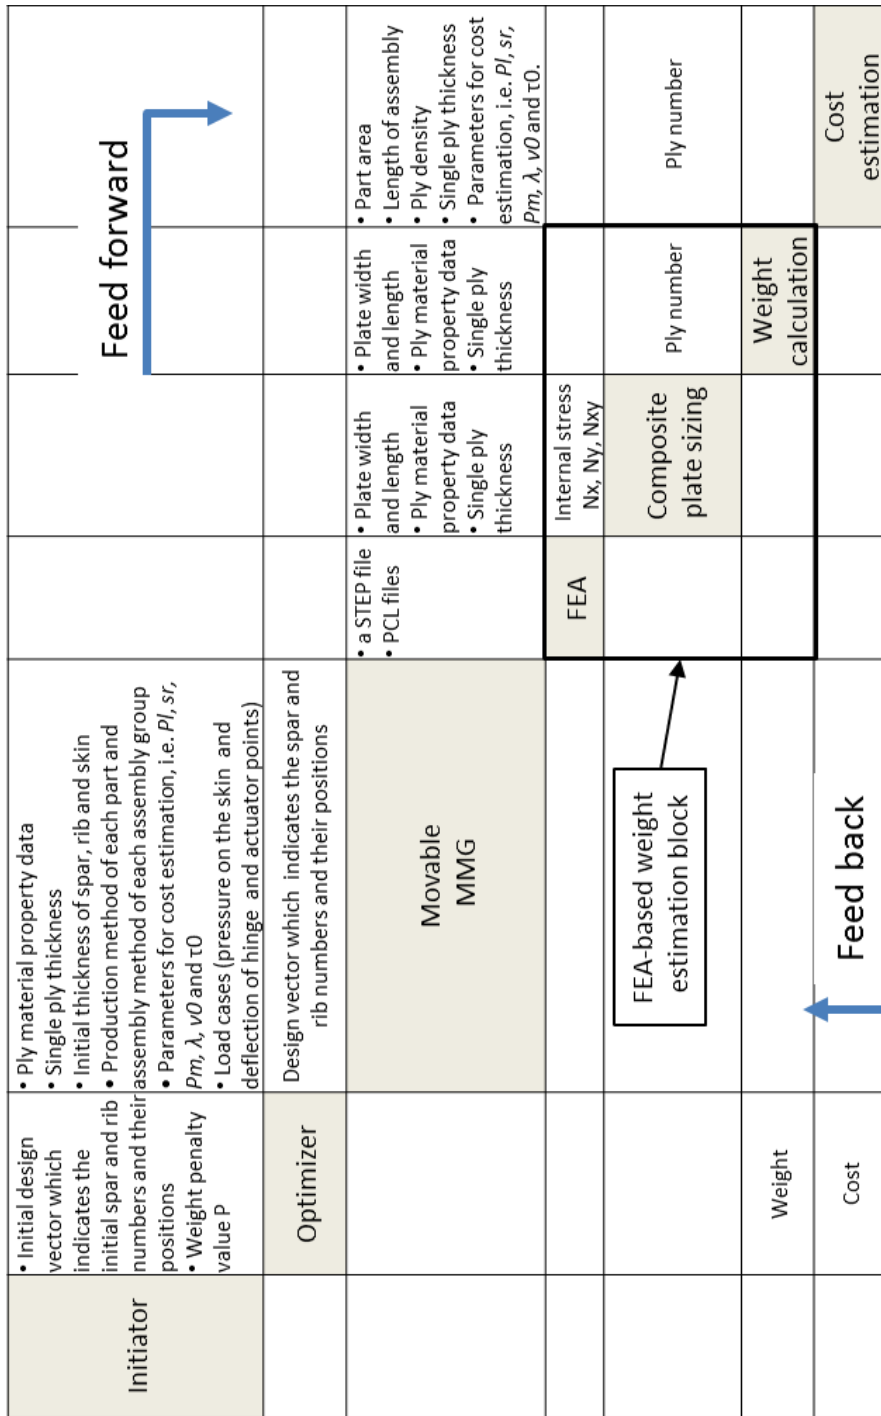 Initiator
• Initial design
vector which
indicates the
initial spar and rib
numbers and their
positions
• Weight penalty
value P
• Ply material property data
• Single ply thickness
• Initial thickness of spar, rib and skin
• Production method of each part and
assembly method of each assembly group
• Parameters for cost estimation, i.e. Pl, sr,
Pm, λ, v0 and τ0
• Load cases (pressure on the skin and
deflection of hinge and actuator points)
Feed forward
Optimizer
Design vector which indicates the spar and
rib numbers and their positions
Movable
MMG
• a STEP file
• PCL files
• Plate width
and length
• Ply material
property data
• Single ply
thickness
• Plate width
and length
• Ply material
property data
• Single ply
thickness
• Part area
• Length of assembly
• Ply density
• Single ply thickness
• Parameters for cost
estimation, i.e. Pl, sr,
Pm, λ, v0 and τ0.
FEA
Internal stress
Nx, Ny, Nxy
FEA-based weight
estimation block
Composite
plate sizing
Ply number
Ply number
Weight
Weight
calculation
Cost
Feed back
Cost
estimation